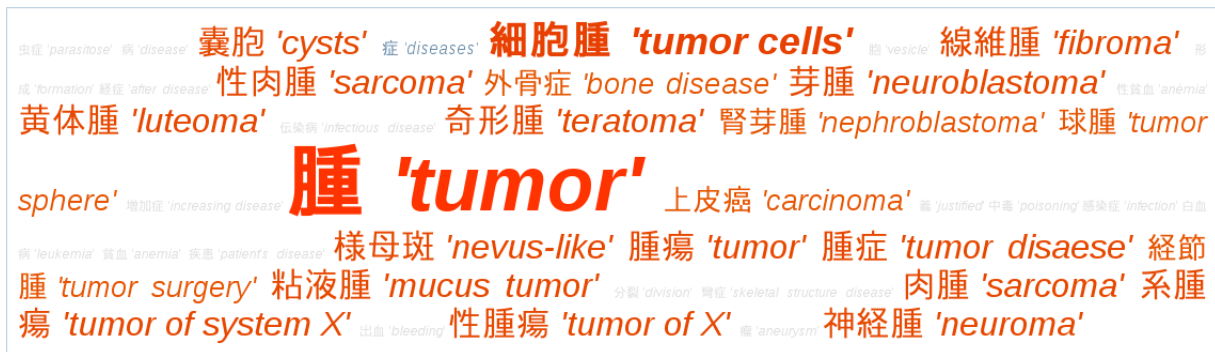 虫症 'parasitose' 病 'disease' 嚢胞 'cysts' 症 'diseases' 細胞腫 'tumor cells' 胞 'vesicle' 線維腫 'fibroma' 形
成 'formation' 経症 'after disease' 性肉腫 'sarcoma' 外骨症 'bone disease' 芽腫 'neuroblastoma' 性貧血 'anemia'
黄体腫 'luteoma' 伝染病 'infectious disease' 奇形腫 'teratoma' 腎芽腫 'nephroblastoma' 球腫 'tumor
sphere' 増加症 'increasing disease' 腫 'tumor' 上皮癌 'carcinoma' 義 'justified' 中毒 'poisoning' 感染症 'infection' 白血
病 'leukemia' 貧血 'anemia' 疾患 'patient's disease' 様母斑 'nevus-like' 腫瘍 'tumor' 腫症 'tumor disaese' 経節
腫 'tumor surgery' 粘液腫 'mucus tumor' 分裂 'division' 彎症 'skeletal structure disease' 肉腫 'sarcoma' 系腫
瘍 'tumor of system X' 出血 'bleeding' 性腫瘍 'tumor of X' 瘤 'aneurysm' 神経腫 'neuroma'